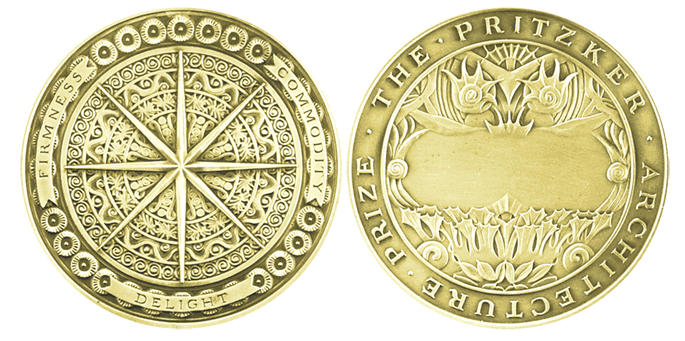 FIRMNESS
COMMODITY
DELIGHT
· THE · PRITZKER · ARCHITECTURE · PRIZE